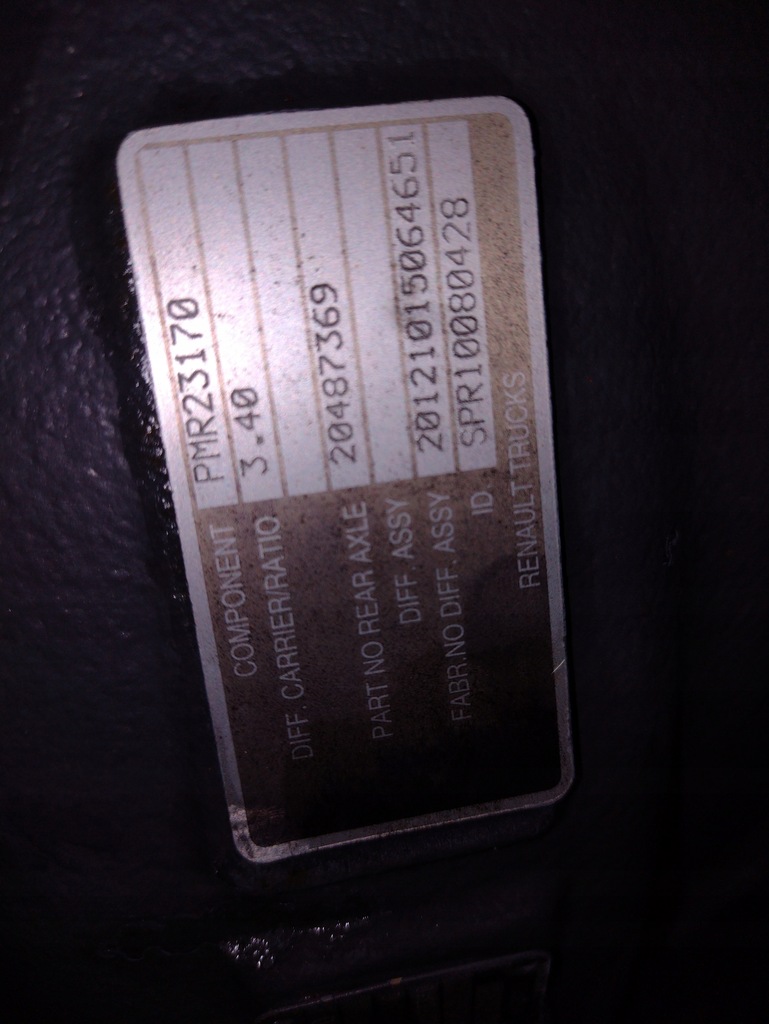 COMPONENT PMR23170
DIFF. CARRIER/RATIO 3.40
PART NO REAR AXLE 20487369
DIFF. ASSY
FABR.NO DIFF. ASSY 20121015064651
ID SPR10080428
RENAULT TRUCKS